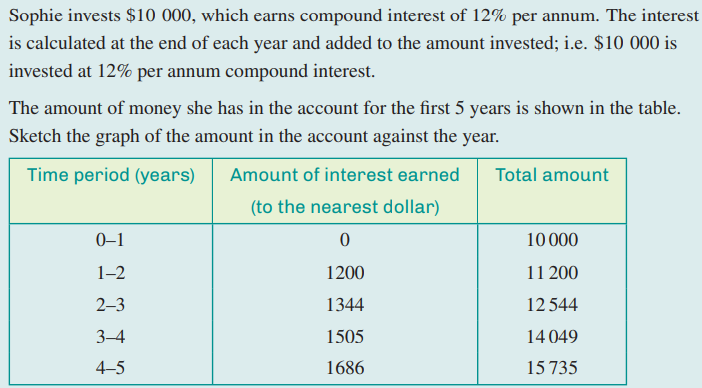 Sophie invests $10 000, which earns compound interest of 12% per annum. The interest
is calculated at the end of each year and added to the amount invested; i.e. $10 000 is
invested at 12% per annum compound interest.
The amount of money she has in the account for the first 5 years is shown in the table.
Sketch the graph of the amount in the account against the year.
Time period (years) Amount of interest earned Total amount
(to the nearest dollar)
0–1 0 10 000
1–2 1200 11 200
2–3 1344 12 544
3–4 1505 14 049
4–5 1686 15 735